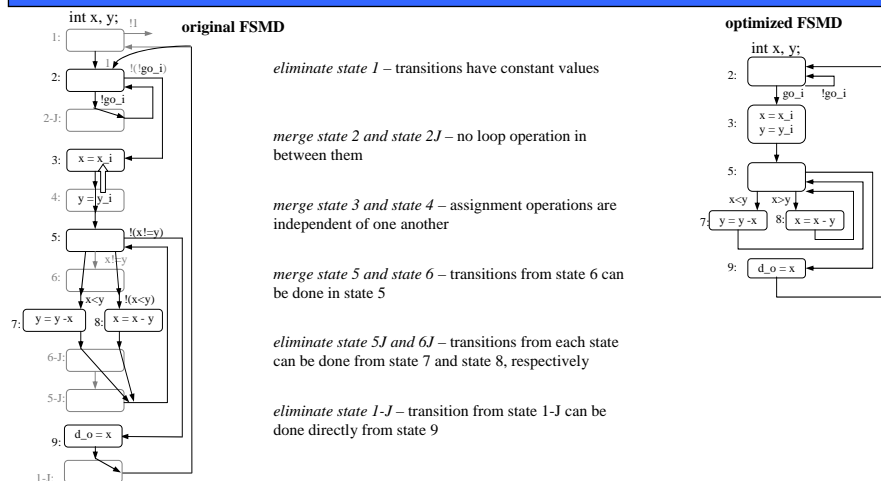 original FSMD
int x, y;
1:
!1
1
2:
!(!go_i)
!go_i
2-J:
3:
x = x_i
4:
y = y_i
5:
!(x!=y)
x!=y
6:
x<y
!(x<y)
7:
y = y -x
8:
x = x - y
6-J:
5-J:
9:
d_o = x
1-J:
eliminate state 1 – transitions have constant values
merge state 2 and state 2J – no loop operation in
between them
merge state 3 and state 4 – assignment operations are
independent of one another
merge state 5 and state 6 – transitions from state 6 can
be done in state 5
eliminate state 5J and 6J – transitions from each state
can be done from state 7 and state 8, respectively
eliminate state 1-J – transition from state 1-J can be
done directly from state 9
optimized FSMD
int x, y;
2:
go_i
!go_i
3:
x = x_i
y = y_i
5:
x<y
x>y
7:
y = y -x
8:
x = x - y
9:
d_o = x